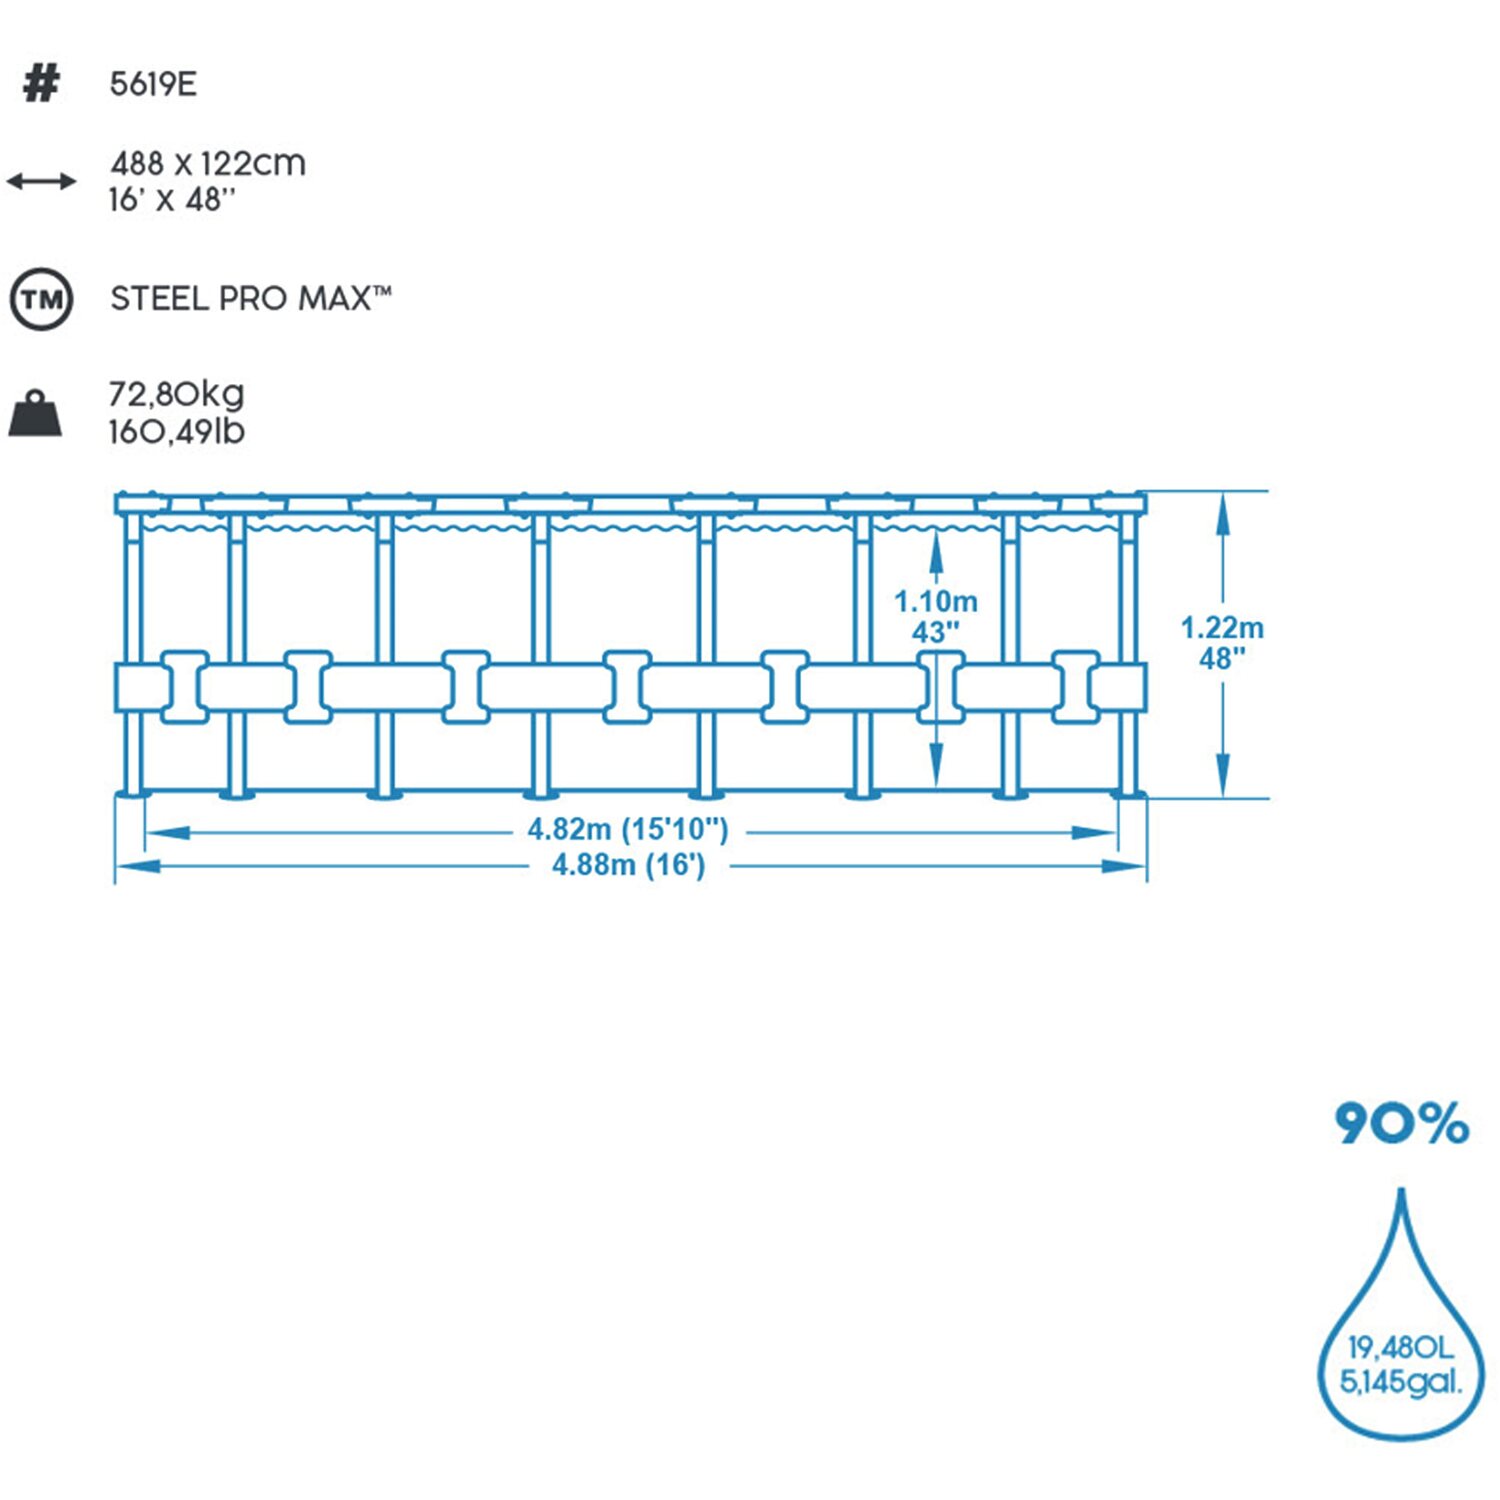 # 5619E
488 x 122cm
16' x 48''
TM STEEL PRO MAX™
72,80kg
160,49lb
1.10m
43"
1.22m
48"
4.82m (15'10")
4.88m (16')
90%
19,480L
5,145gal.